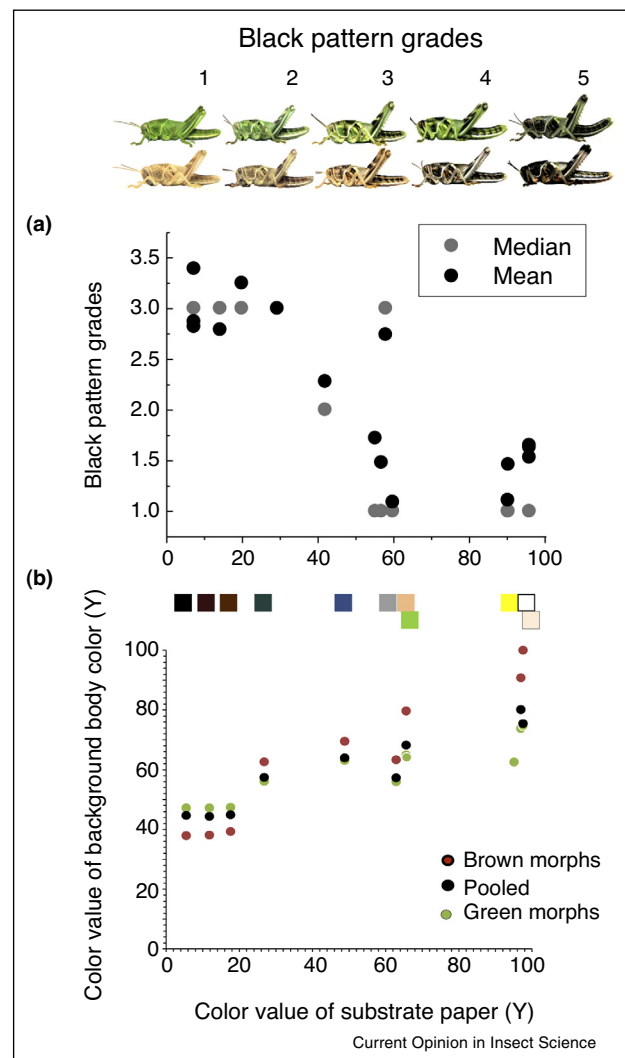 Black pattern grades
1 2 3 4 5
(a)
Median
Mean
Black pattern grades
3.5
3.0
2.5
2.0
1.5
1.0
0 20 40 60 80 100
(b)
Color value of background body color (Y)
100
80
60
40
20
0
Brown morphs
Pooled
Green morphs
0 20 40 60 80 100
Color value of substrate paper (Y)
Current Opinion in Insect Science